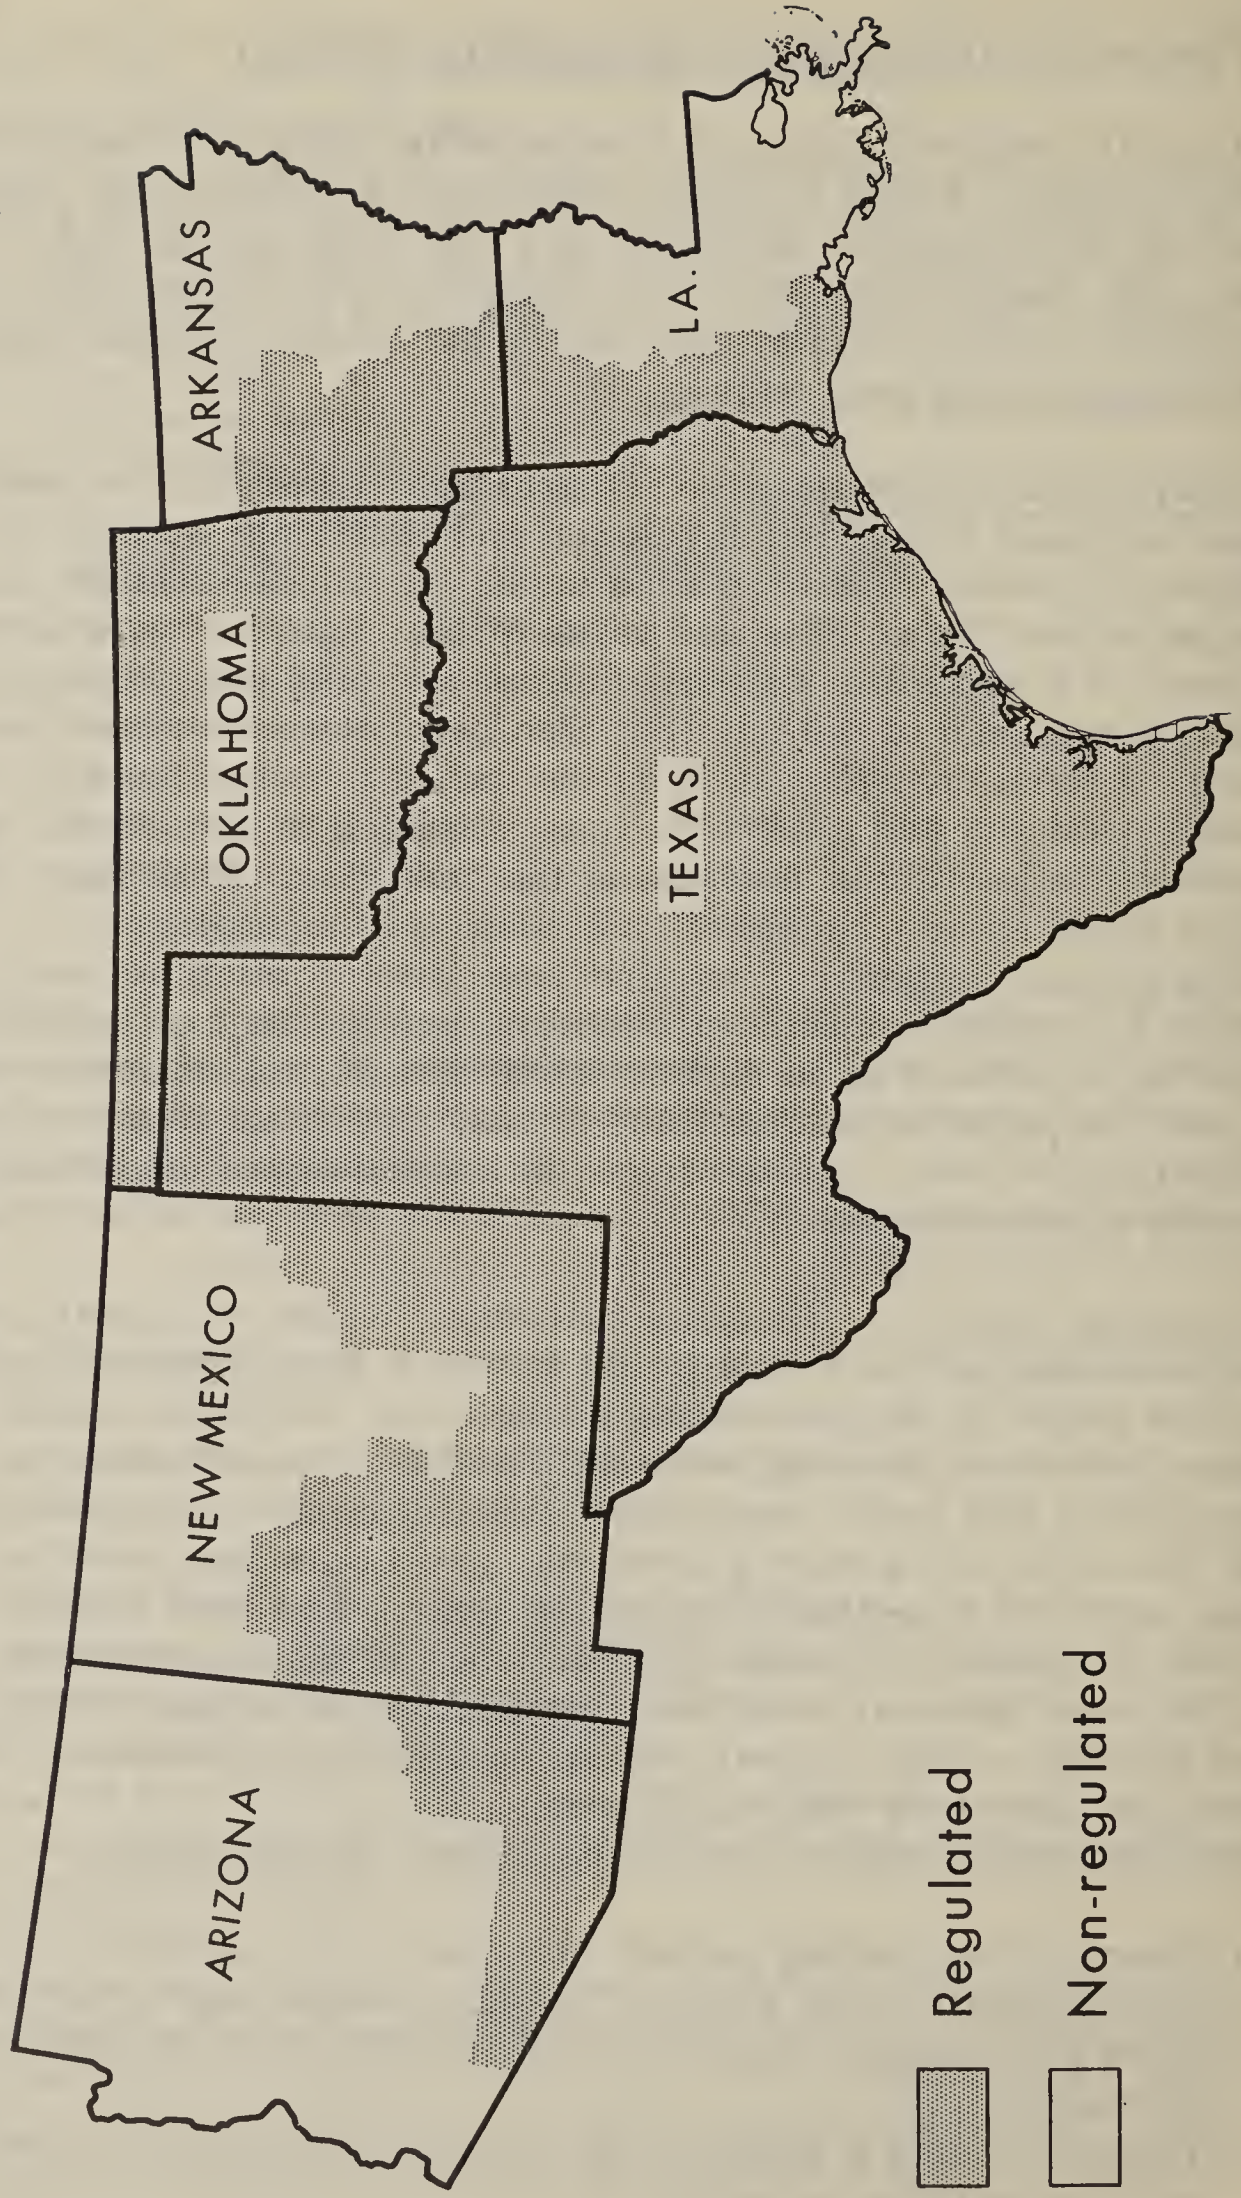 ARIZONA
NEW MEXICO
OKLAHOMA
ARKANSAS
TEXAS
LA.
Regulated
Non-regulated